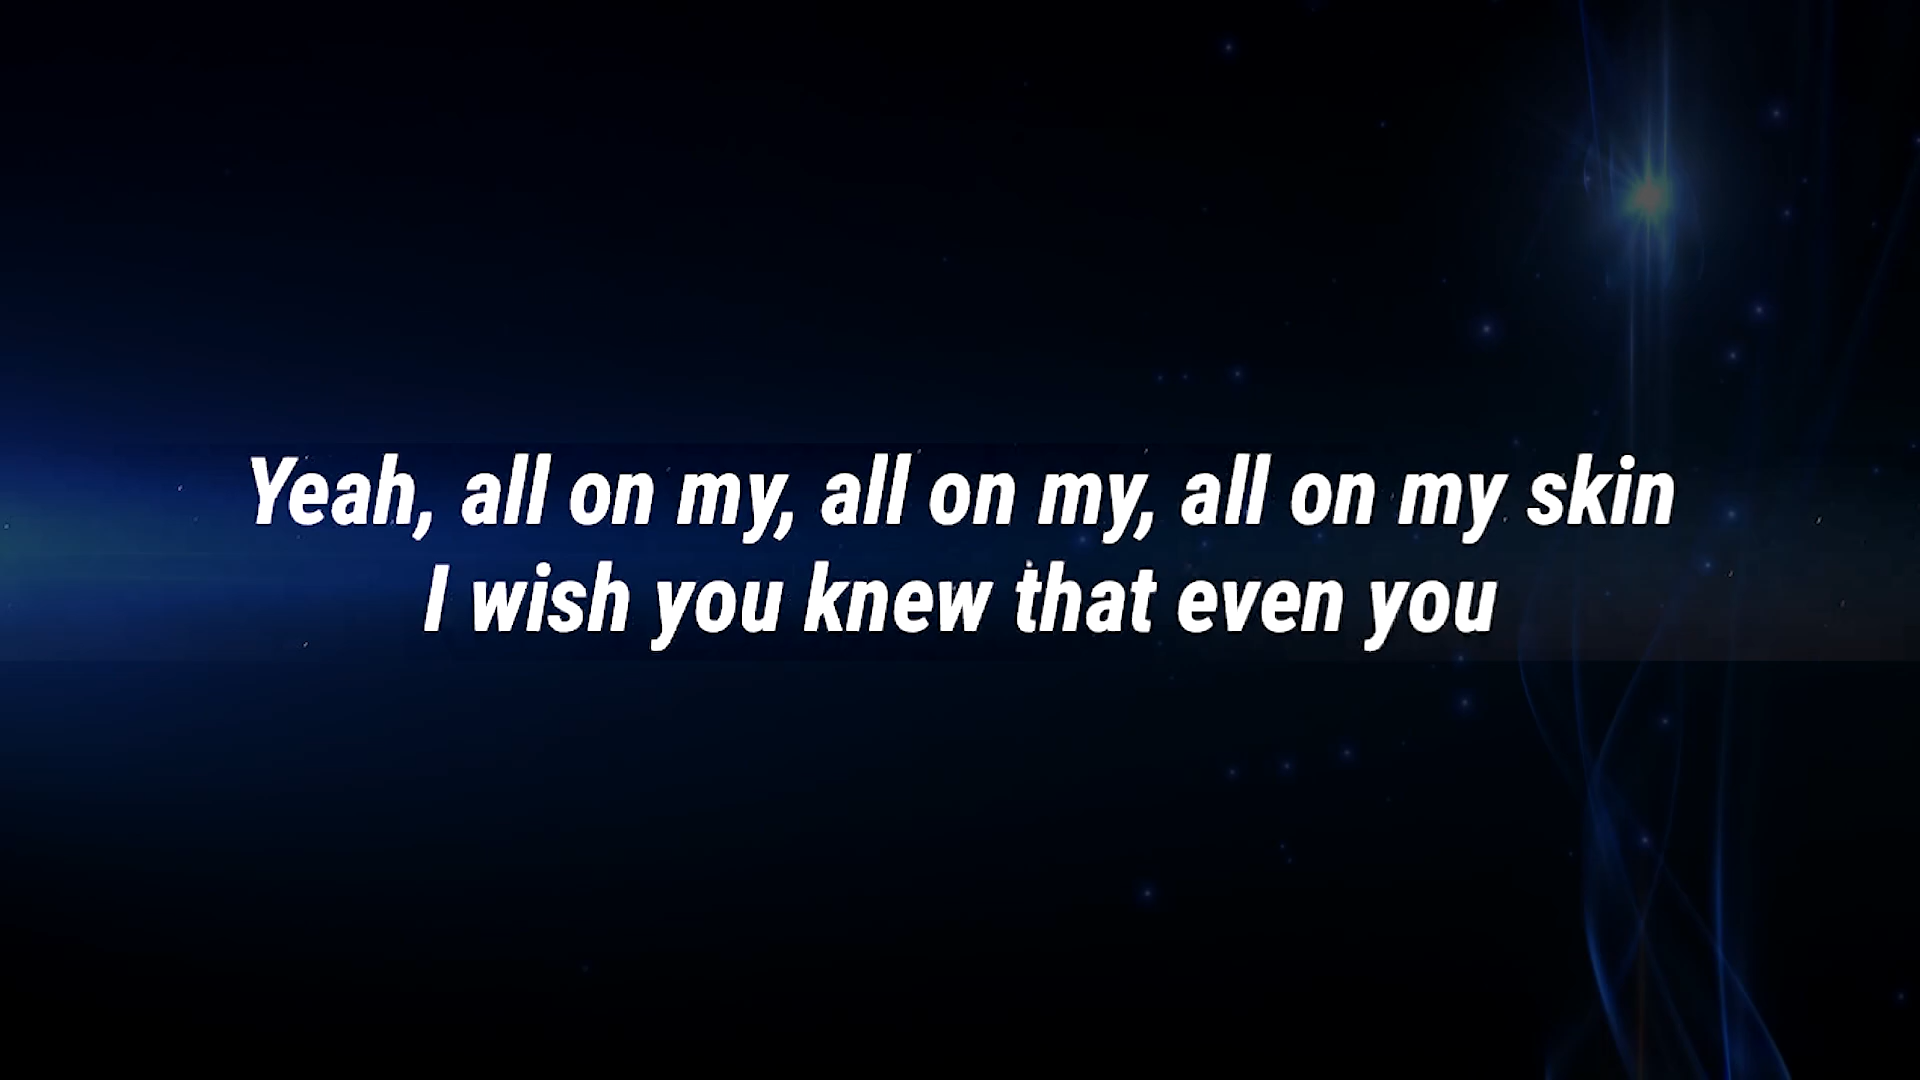 Yeah, all on my, all on my, all on my skin
I wish you knew that even you